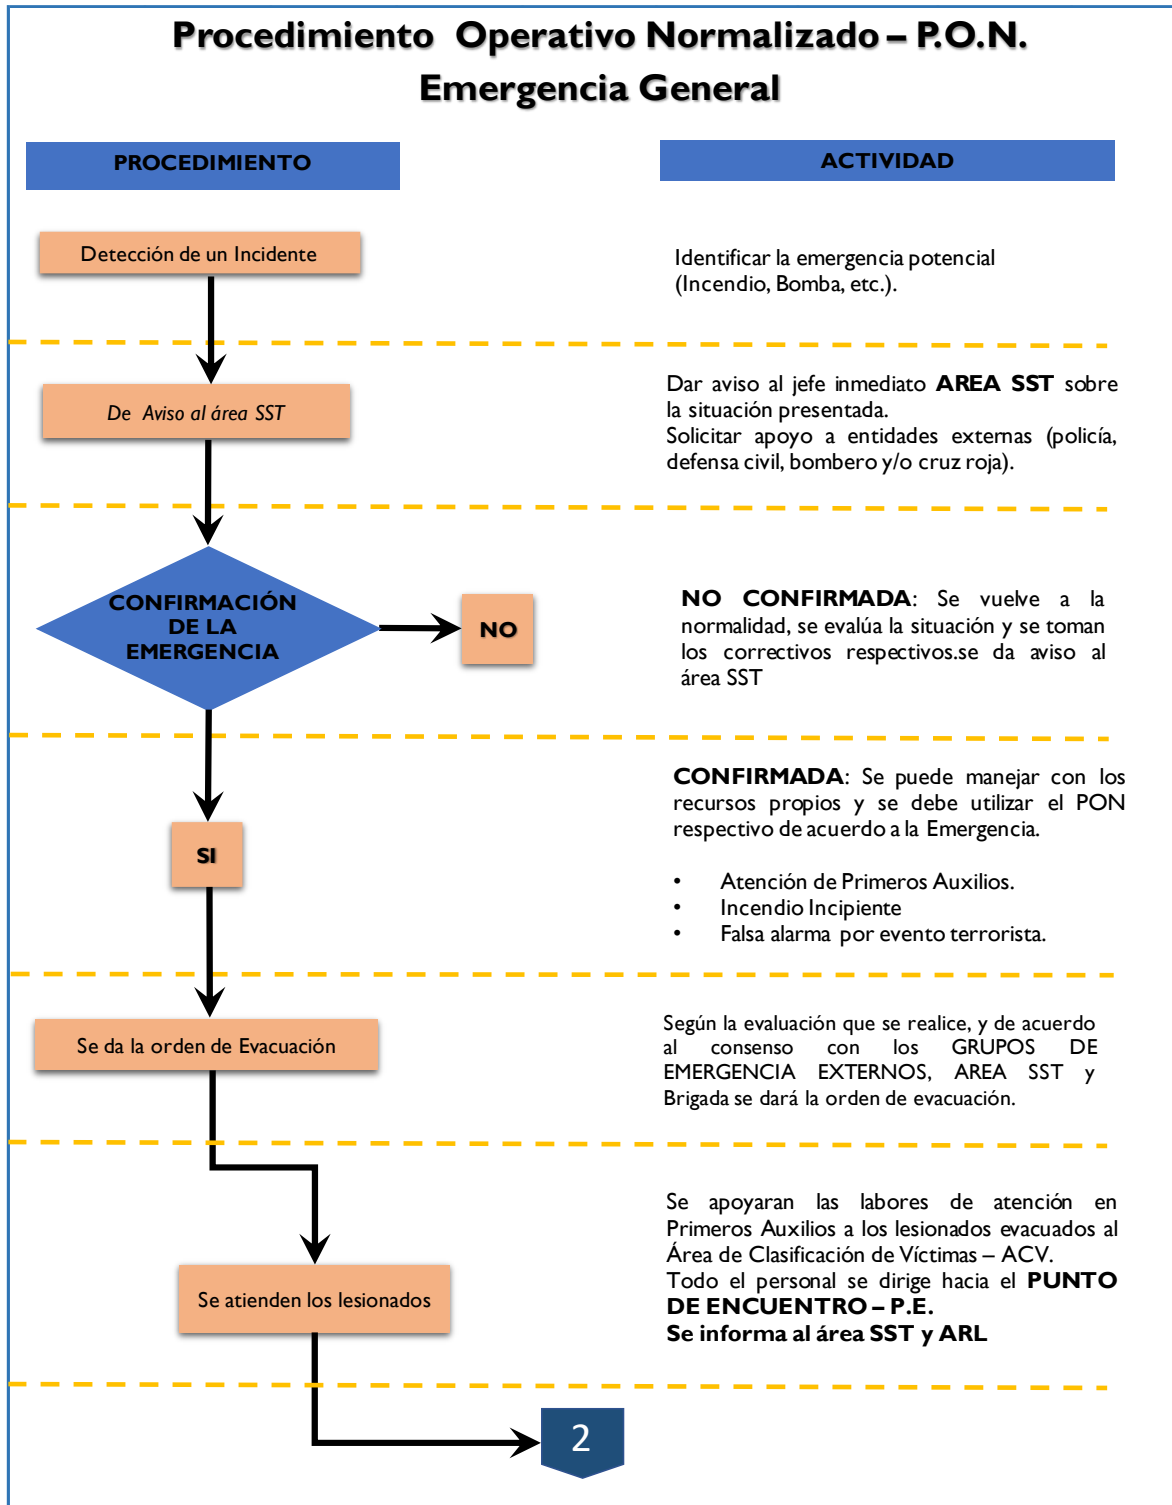 Procedimiento Operativo Normalizado – P.O.N.
Emergencia General
PROCEDIMIENTO
ACTIVIDAD
Detección de un Incidente
Identificar la emergencia potencial
(Incendio, Bomba, etc.).
De Aviso al área SST
Dar aviso al jefe inmediato AREA SST sobre
la situación presentada.
Solicitar apoyo a entidades externas (policía,
defensa civil, bombero y/o cruz roja).
CONFIRMACIÓN
DE LA
EMERGENCIA
NO
NO CONFIRMADA: Se vuelve a la
normalidad, se evalúa la situación y se toman
los correctivos respectivos.se da aviso al
área SST
SI
CONFIRMADA: Se puede manejar con los
recursos propios y se debe utilizar el PON
respectivo de acuerdo a la Emergencia.
• Atención de Primeros Auxilios.
• Incendio Incipiente
• Falsa alarma por evento terrorista.
Se da la orden de Evacuación
Según la evaluación que se realice, y de acuerdo
al consenso con los GRUPOS DE
EMERGENCIA EXTERNOS, AREA SST y
Brigada se dará la orden de evacuación.
Se atienden los lesionados
Se apoyaran las labores de atención en
Primeros Auxilios a los lesionados evacuados al
Área de Clasificación de Víctimas – ACV.
Todo el personal se dirige hacia el PUNTO
DE ENCUENTRO – P.E.
Se informa al área SST y ARL
2